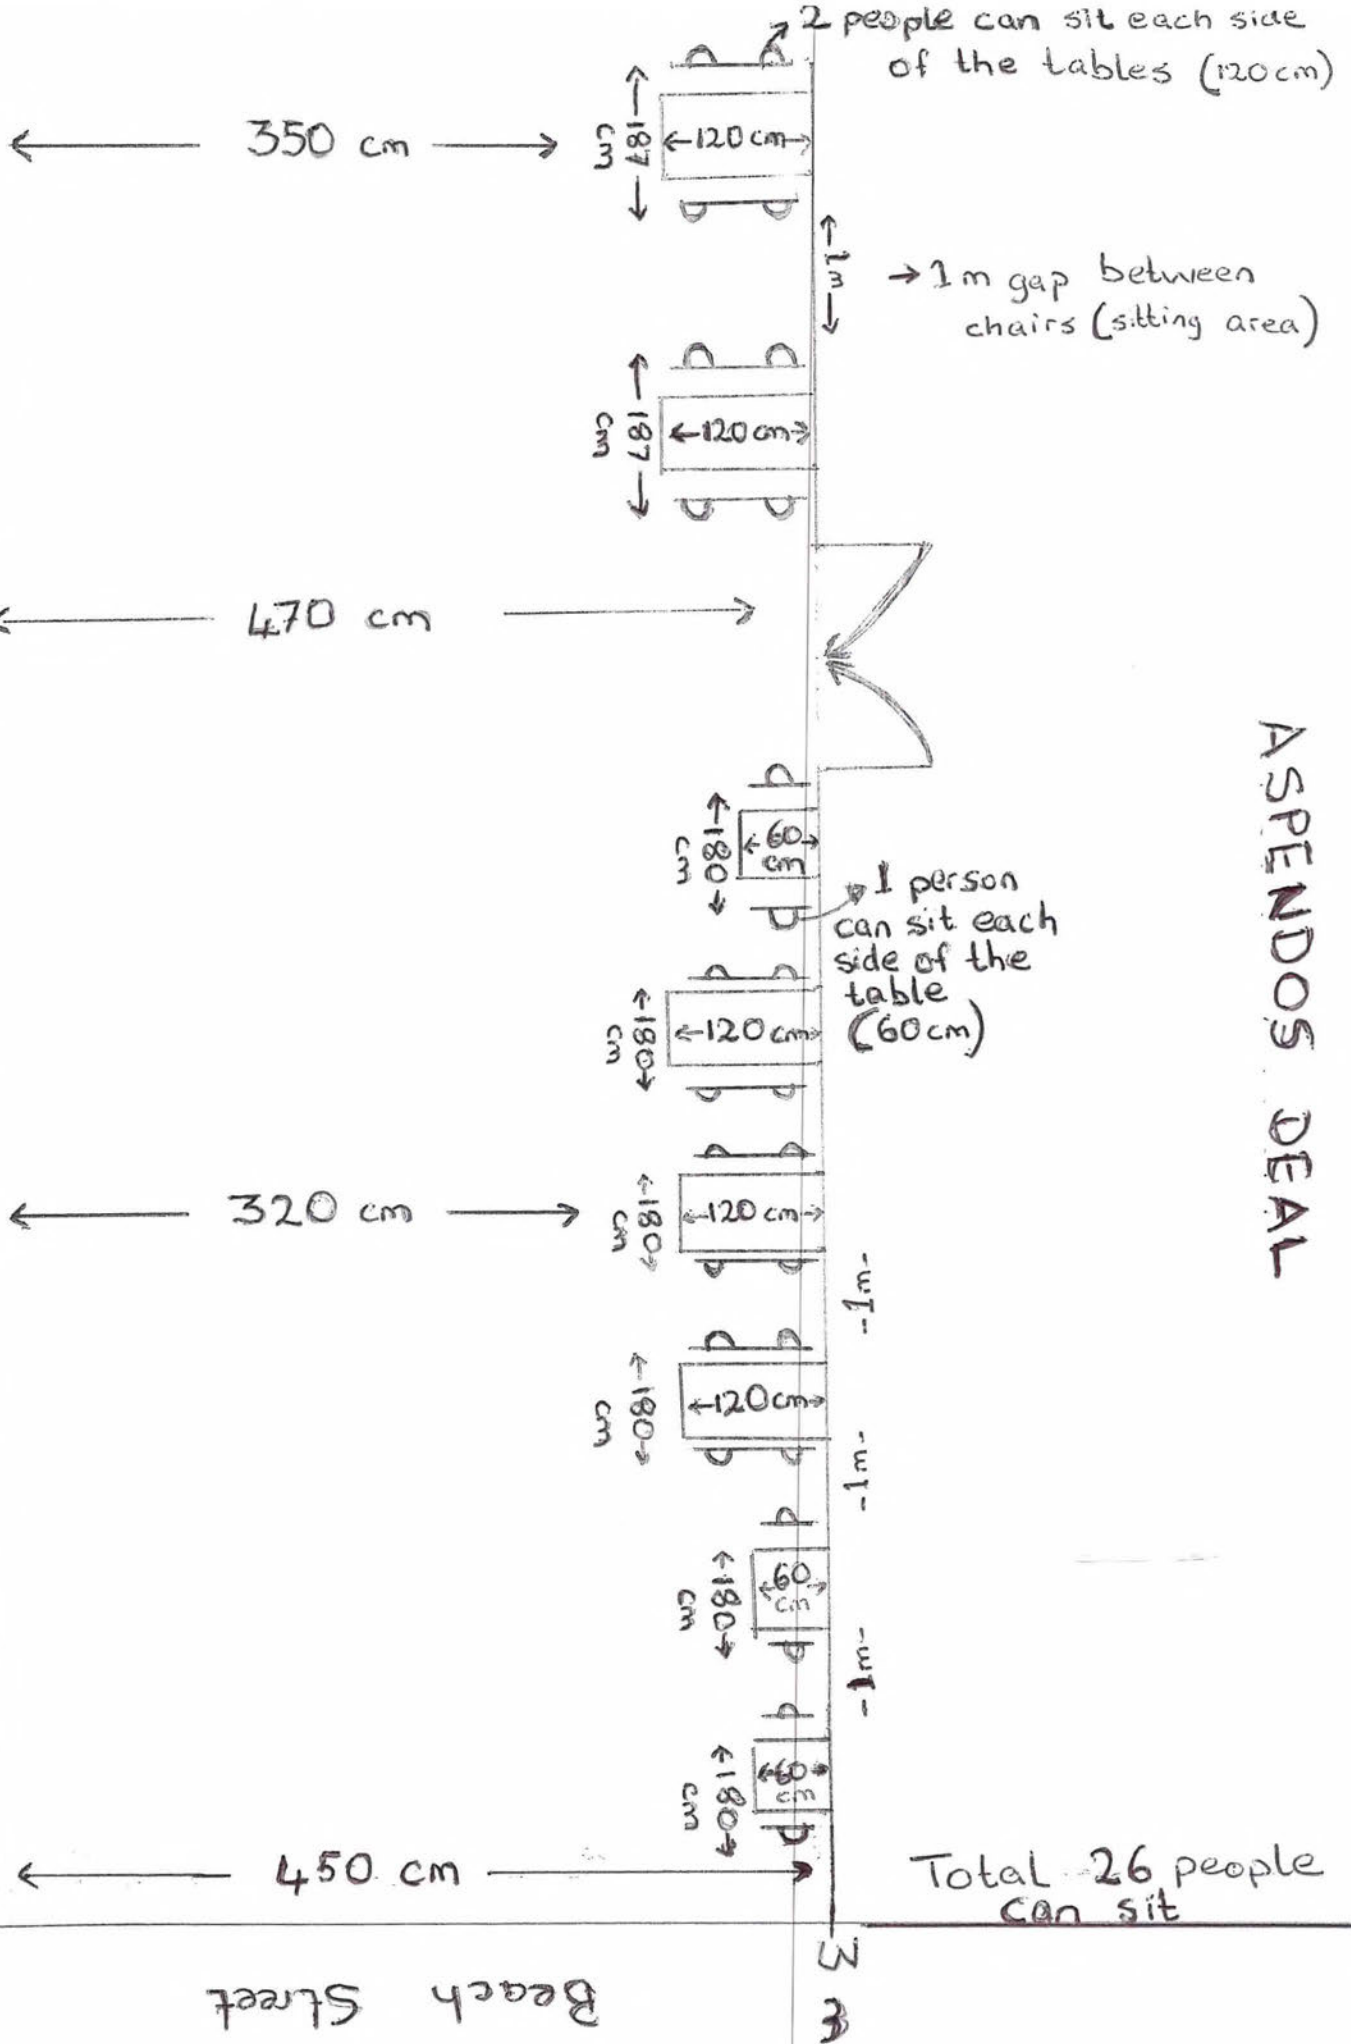 2 people can sit each side
of the tables (120cm)
350 cm
187
cm
120 cm
1m
1m gap between
chairs (sitting area)
187
cm
120 cm
470 cm
ASPENDOS DEAL
60
cm
180
cm
1 person
can sit each
side of the
table
(60cm)
120 cm
180
cm
320 cm
120 cm
180
cm
-1m-
120 cm
180
cm
-1m-
60
cm
180
cm
-1m-
60
cm
180
cm
450 cm
Total 26 people
can sit
Beach Street